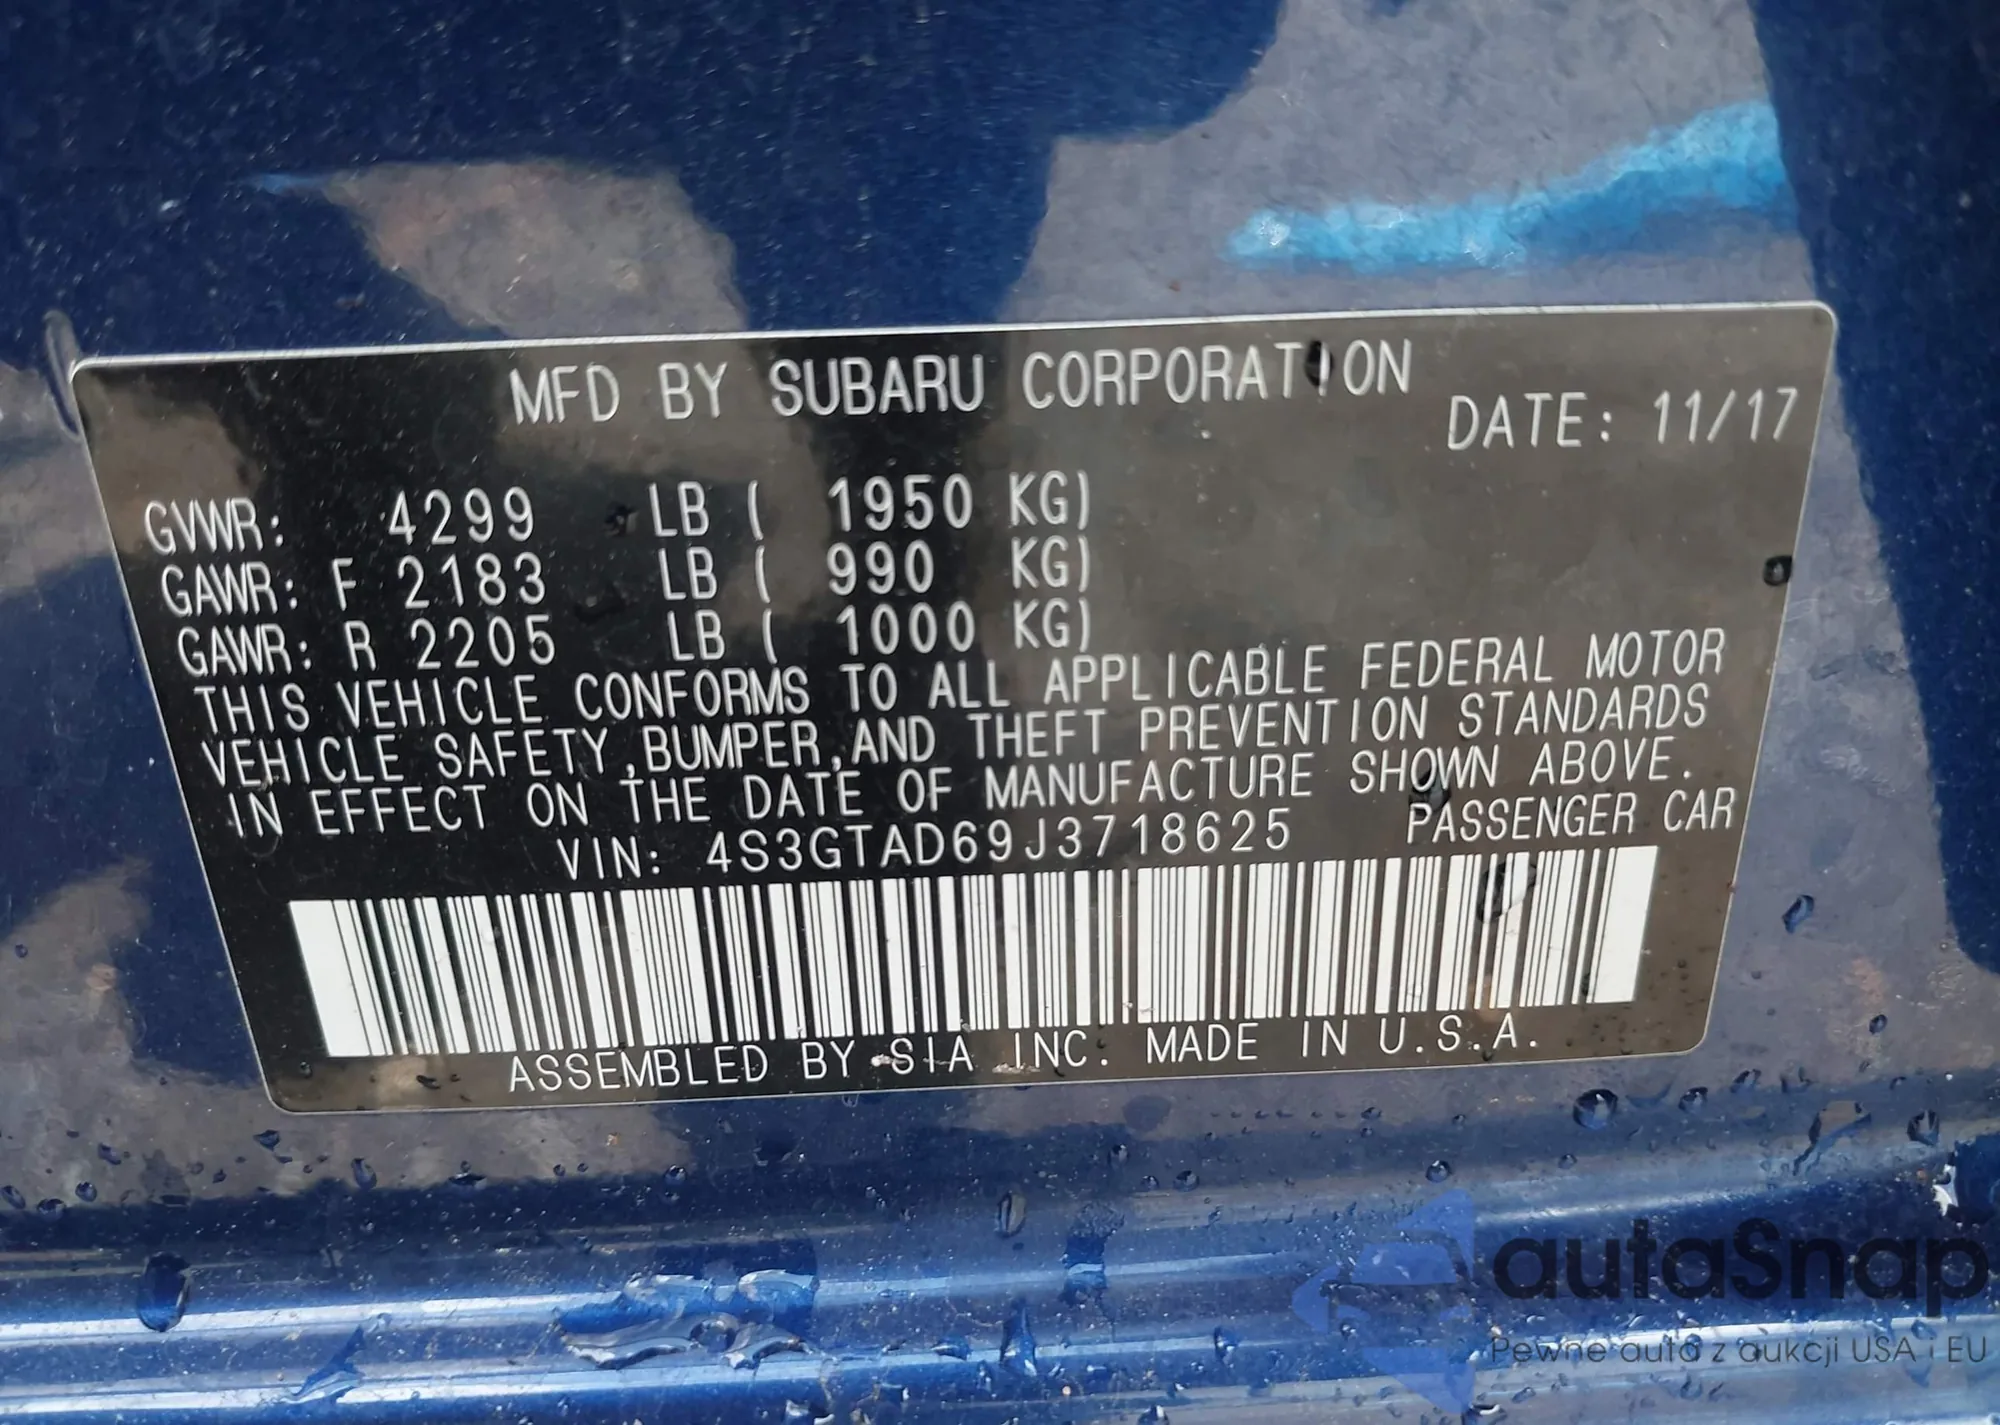 MFD BY SUBARU CORPORATION
DATE: 11/17
GVWR: 4299 LB ( 1950 KG)
GAWR: F 2183 LB ( 990 KG)
GAWR: R 2205 LB ( 1000 KG)
THIS VEHICLE CONFORMS TO ALL APPLICABLE FEDERAL MOTOR
VEHICLE SAFETY,BUMPER,AND THEFT PREVENTION STANDARDS
IN EFFECT ON THE DATE OF MANUFACTURE SHOWN ABOVE.
VIN: 4S3GTAD69J3718625 PASSENGER CAR
ASSEMBLED BY SIA INC. MADE IN U.S.A.
autaSnap
Pewne auta z aukcji USA i EU